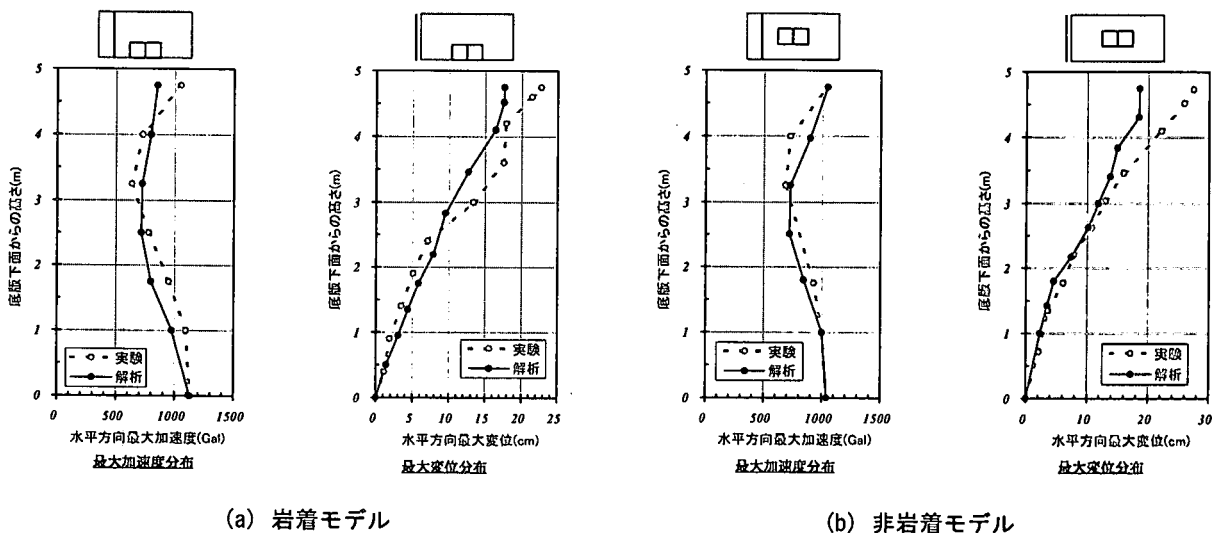 5
4
3
2
1
0
底版下面からの高さ(m)
実験
解析
0 500 1000 1500
水平方向最大加速度(Gal)
最大加速度分布
5
4
3
2
1
0
底版下面からの高さ(m)
実験
解析
0 5 10 15 20 25
水平方向最大変位(cm)
最大変位分布
(a) 岩着モデル
5
4
3
2
1
0
底版下面からの高さ(m)
実験
解析
0 500 1000 1500
水平方向最大加速度(Gal)
最大加速度分布
5
4
3
2
1
0
底版下面からの高さ(m)
実験
解析
0 10 20 30
水平方向最大変位(cm)
最大変位分布
(b) 非岩着モデル